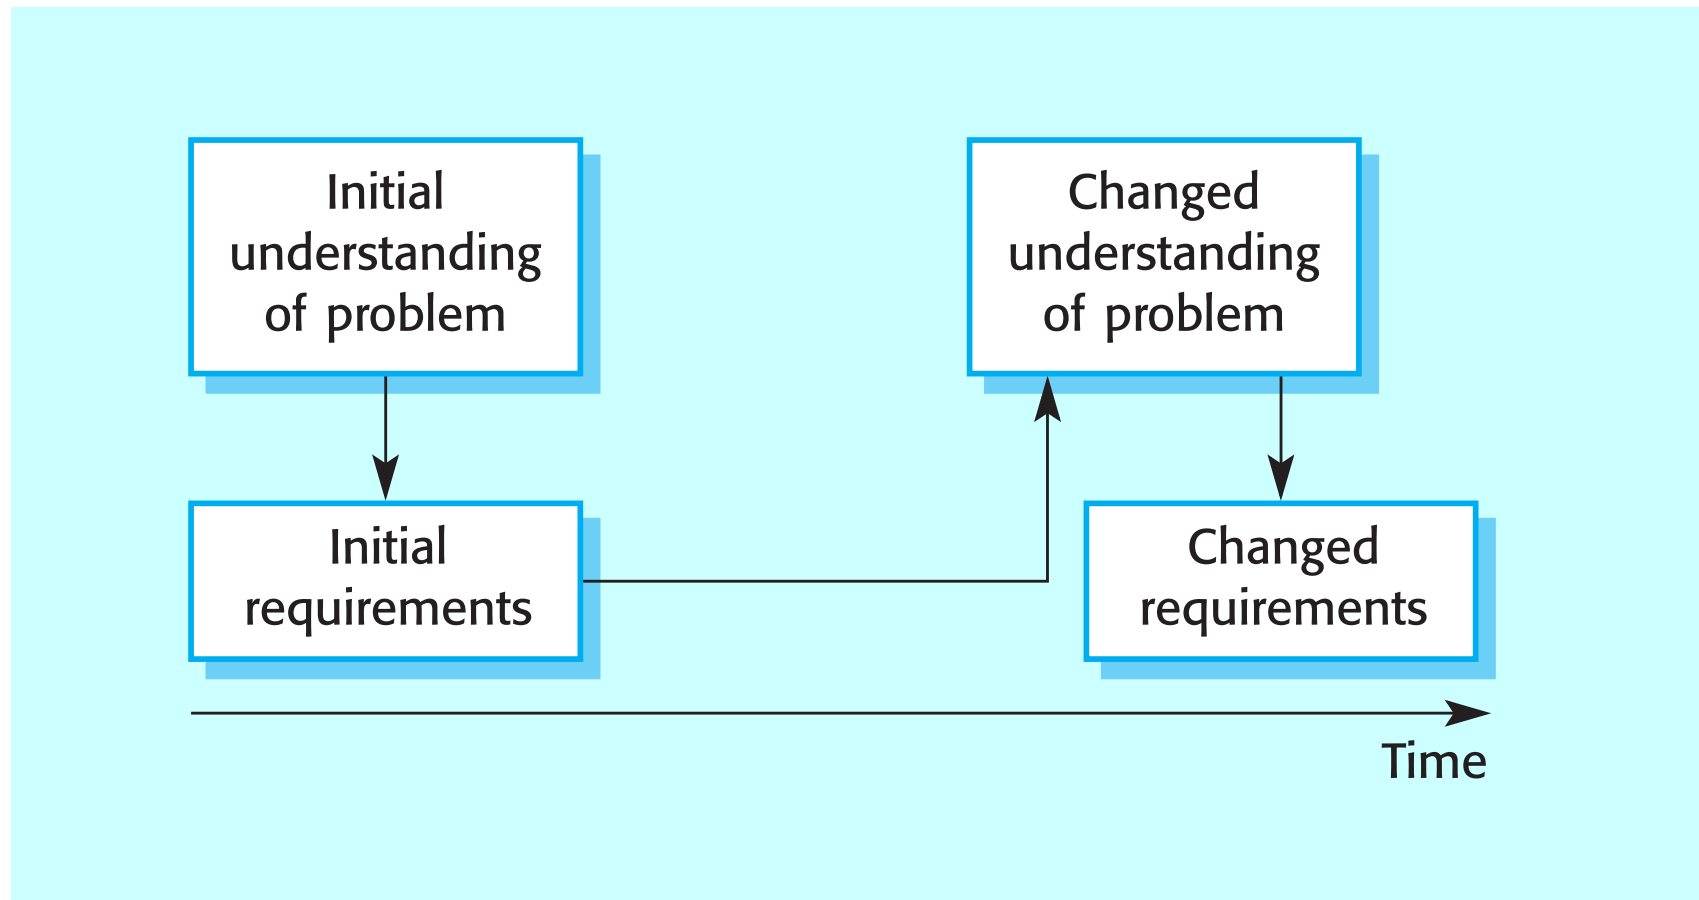 Initial
understanding
of problem
Changed
understanding
of problem
Initial
requirements
Changed
requirements
Time